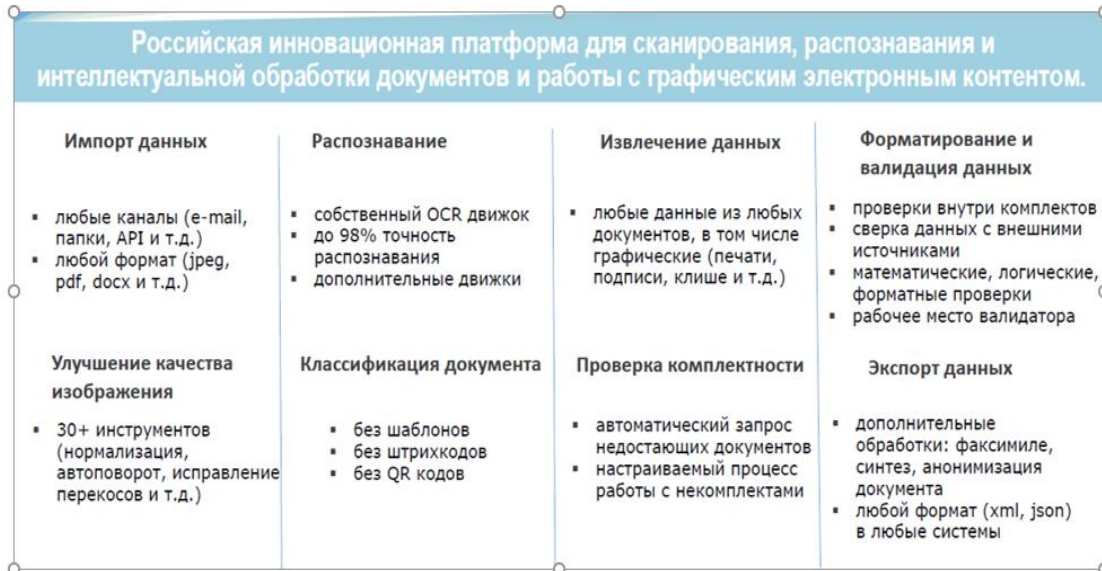 Российская инновационная платформа для сканирования, распознавания и
интеллектуальной обработки документов и работы с графическим электронным контентом.
Импорт данных
▪ любые каналы (e-mail,
папки, API и т.д.)
▪ любой формат (jpeg,
pdf, docx и т.д.)
Распознавание
▪ собственный OCR движок
▪ до 98% точность
распознавания
▪ дополнительные движки
Извлечение данных
▪ любые данные из любых
документов, в том числе
графические (печати,
подписи, клише и т.д.)
Форматирование и
валидация данных
▪ проверки внутри комплектов
▪ сверка данных с внешними
источниками
▪ математические, логические,
форматные проверки
▪ рабочее место валидатора
Улучшение качества
изображения
▪ 30+ инструментов
(нормализация,
автоповорот, исправление
перекосов и т.д.)
Классификация документа
▪ без шаблонов
▪ без штрихкодов
▪ без QR кодов
Проверка комплектности
▪ автоматический запрос
недостающих документов
▪ настраиваемый процесс
работы с некомплектами
Экспорт данных
▪ дополнительные
обработки: факсимиле,
синтез, анонимизация
документа
▪ любой формат (xml, json)
в любые системы